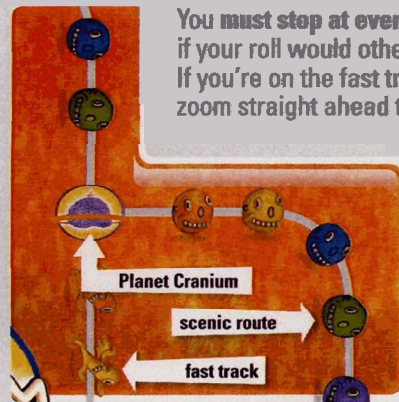 You must stop at ever
if your roll would othe
If you're on the fast tr
zoom straight ahead t
Planet Cranium
scenic route
fast track